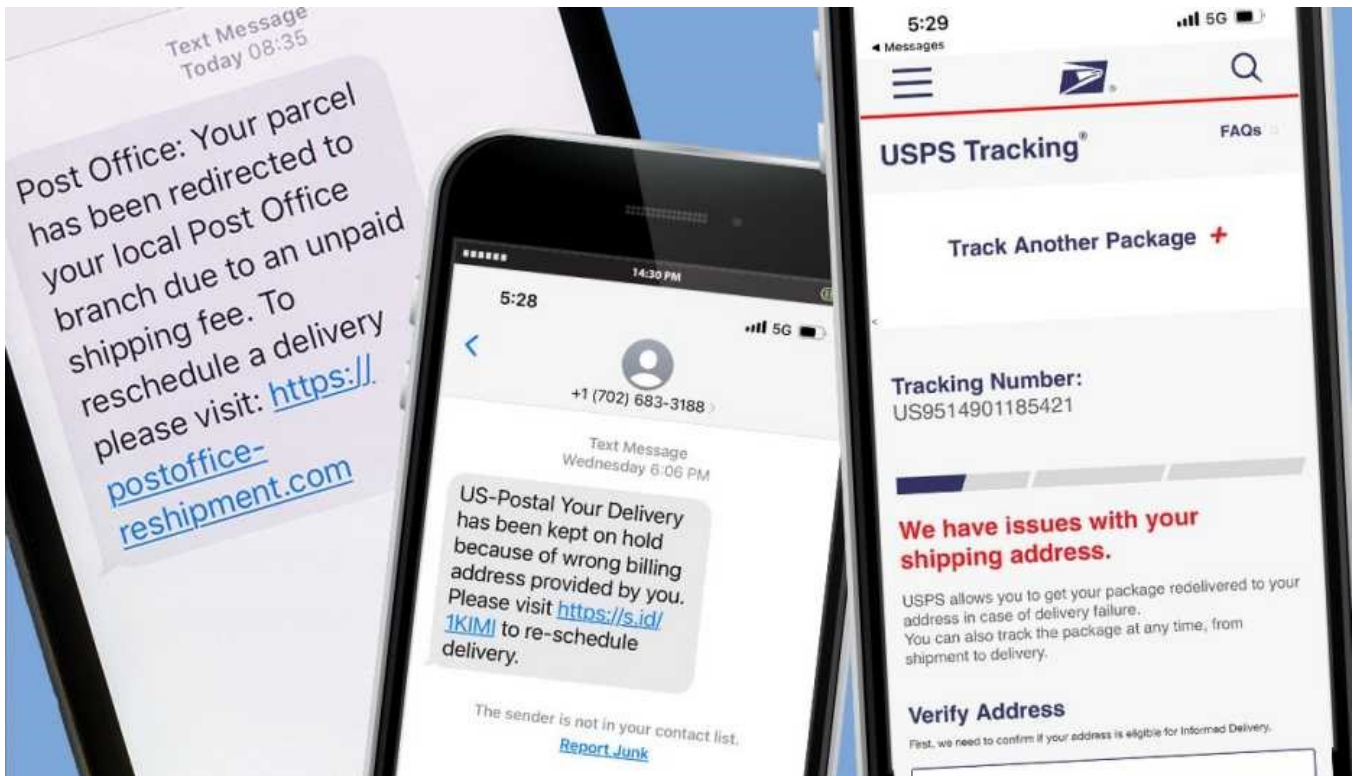 Text Message
Today 08:35
Post Office: Your parcel
has been redirected to
your local Post Office
branch due to an unpaid
shipping fee. To
reschedule a delivery
please visit: https://
postoffice-
reshipment.com
14:30 PM
5:28
5G
+1 (702) 683-3188
Text Message
Wednesday 6:06 PM
US-Postal Your Delivery
has been kept on hold
because of wrong billing
address provided by you.
Please visit https://s.id/
1KIMI to re-schedule
delivery.
The sender is not in your contact list.
Report Junk
5:29
5G
Messages
USPS Tracking®
FAQs
Track Another Package +
Tracking Number:
US9514901185421
We have issues with your
shipping address.
USPS allows you to get your package redelivered to your
address in case of delivery failure.
You can also track the package at any time, from
shipment to delivery.
Verify Address
First, we need to confirm if your address is eligible for Informed Delivery.